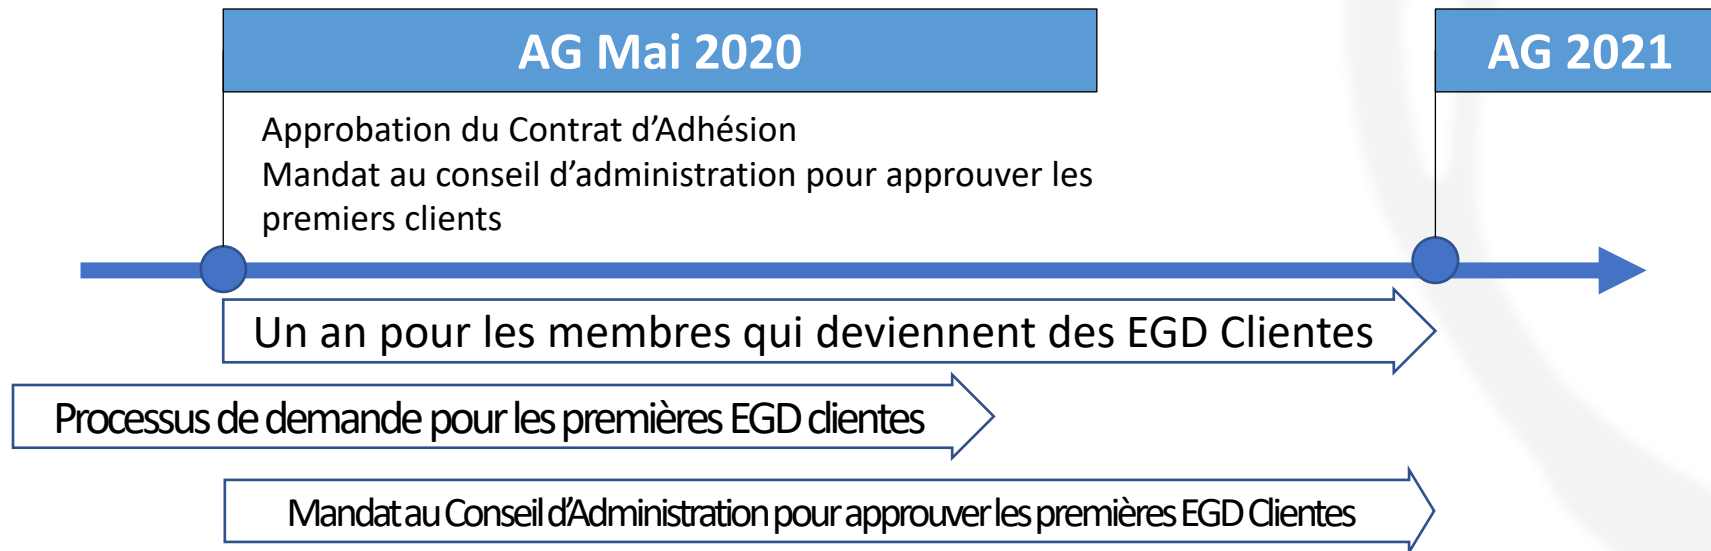 AG Mai 2020
AG 2021
Approbation du Contrat d’Adhésion
Mandat au conseil d’administration pour approuver les
premiers clients
Un an pour les membres qui deviennent des EGD Clientes
Processus de demande pour les premières EGD clientes
Mandat au Conseil d’Administration pour approuver les premières EGD Clientes